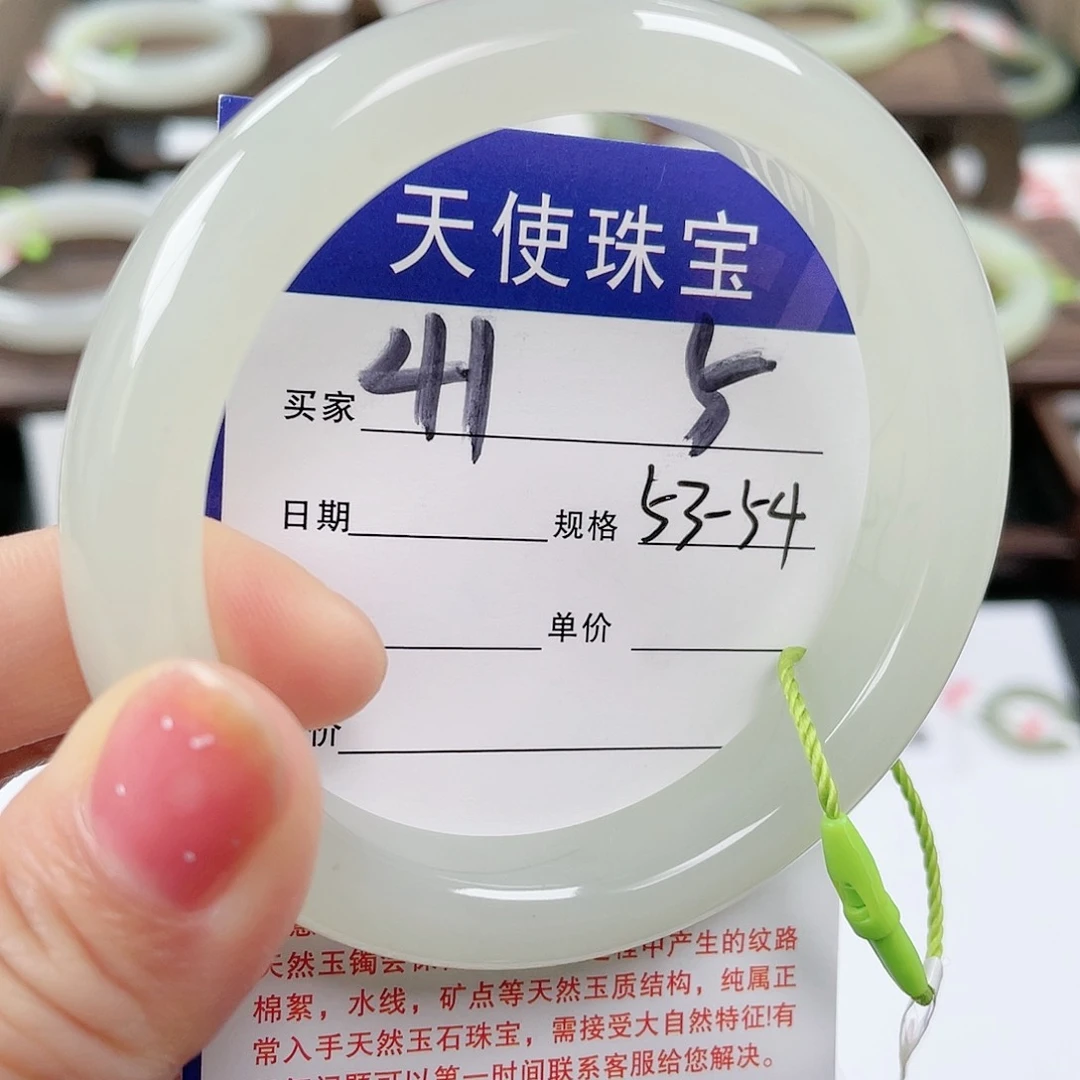 天使珠宝
买家 41 5
日期 规格 53-54
单价
价
天然玉镯会 程中产生的纹路
棉絮，水线，矿点等天然玉质结构，纯属正
常入手天然玉石珠宝，需接受大自然特征!有
问题可以第一时间联系客服给您解决。